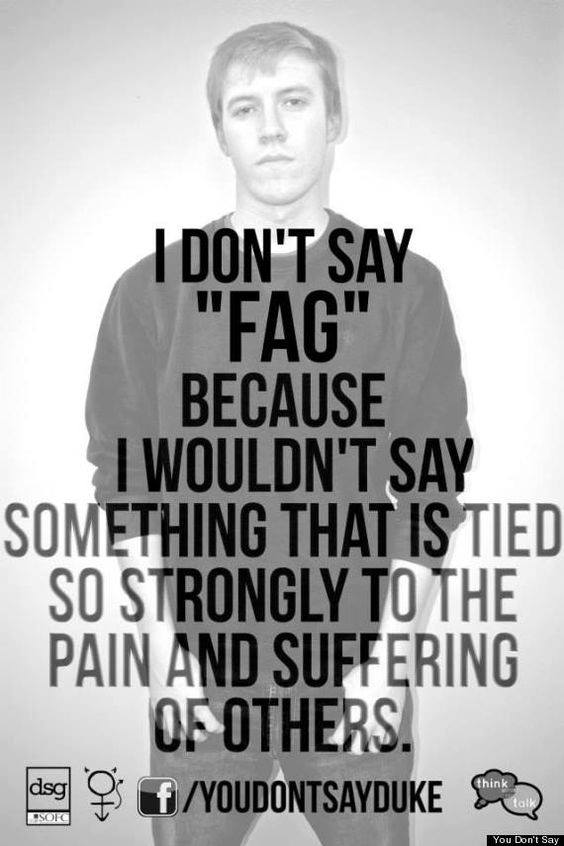 I DON'T SAY
"FAG"
BECAUSE
I WOULDN'T SAY
SOMETHING THAT IS TIED
SO STRONGLY TO THE
PAIN AND SUFFERING
OF OTHERS.
dsg
SOFC
f /YOUDONTSAYDUKE
think
talk
You Don't Say